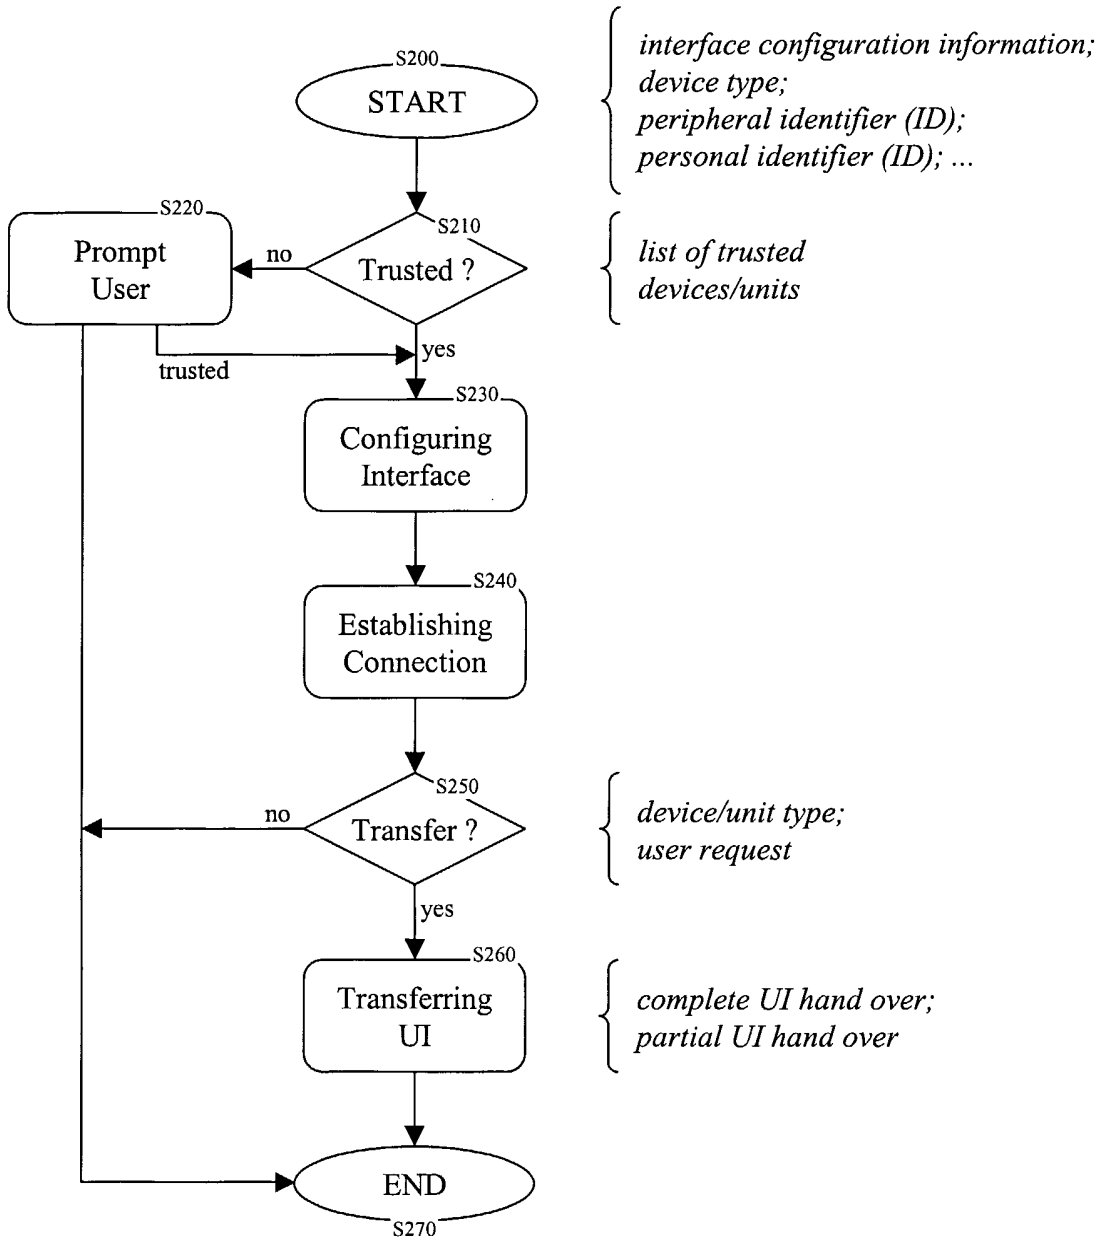 S200
START
interface configuration information;
device type;
peripheral identifier (ID);
personal identifier (ID); ...
S220
Prompt
User
no
S210
Trusted ?
list of trusted
devices/units
trusted
yes
S230
Configuring
Interface
S240
Establishing
Connection
S250
no
Transfer ?
device/unit type;
user request
yes
S260
Transferring
UI
complete UI hand over;
partial UI hand over
END
S270